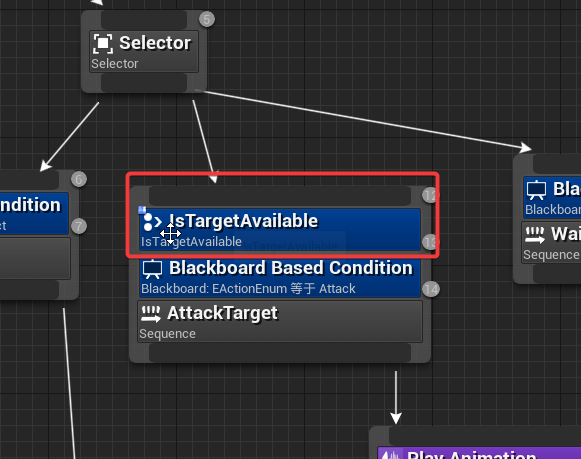 5
Selector
Selector
6
ndition
ct
7
12
IsTargetAvailable
IsTargetAvailable
13
Blackboard Based Condition
Blackboard: EActionEnum 等于 Attack
14
AttackTarget
Sequence
Bla
Blackboar
Wai
Sequence
Play Animation